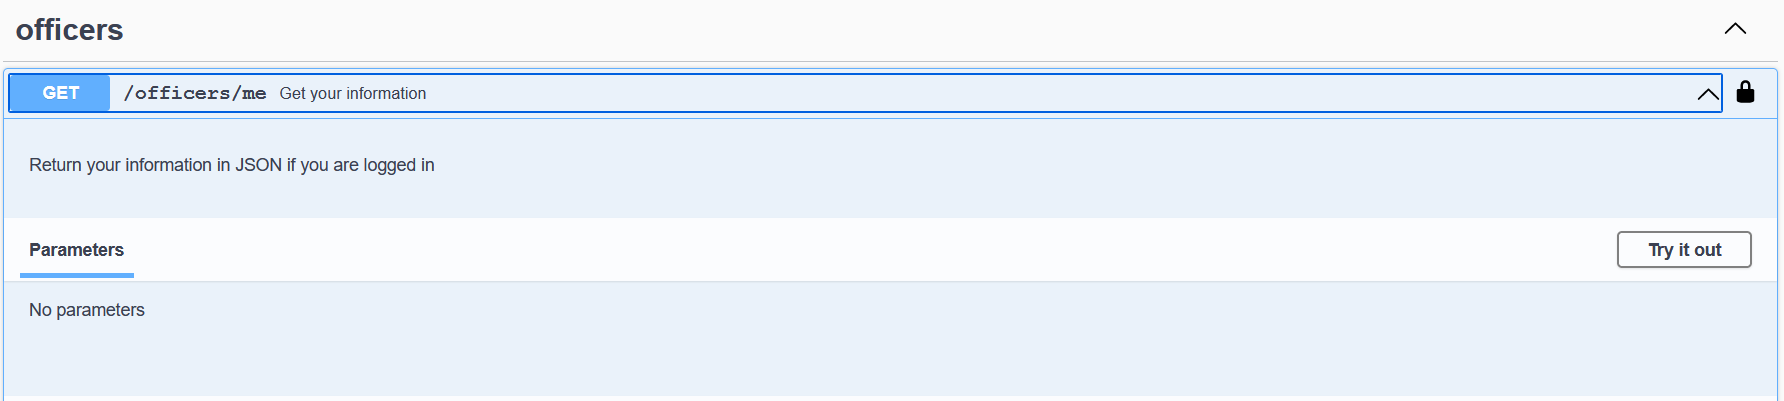 officers
GET /officers/me Get your information
Return your information in JSON if you are logged in
Parameters
Try it out
No parameters